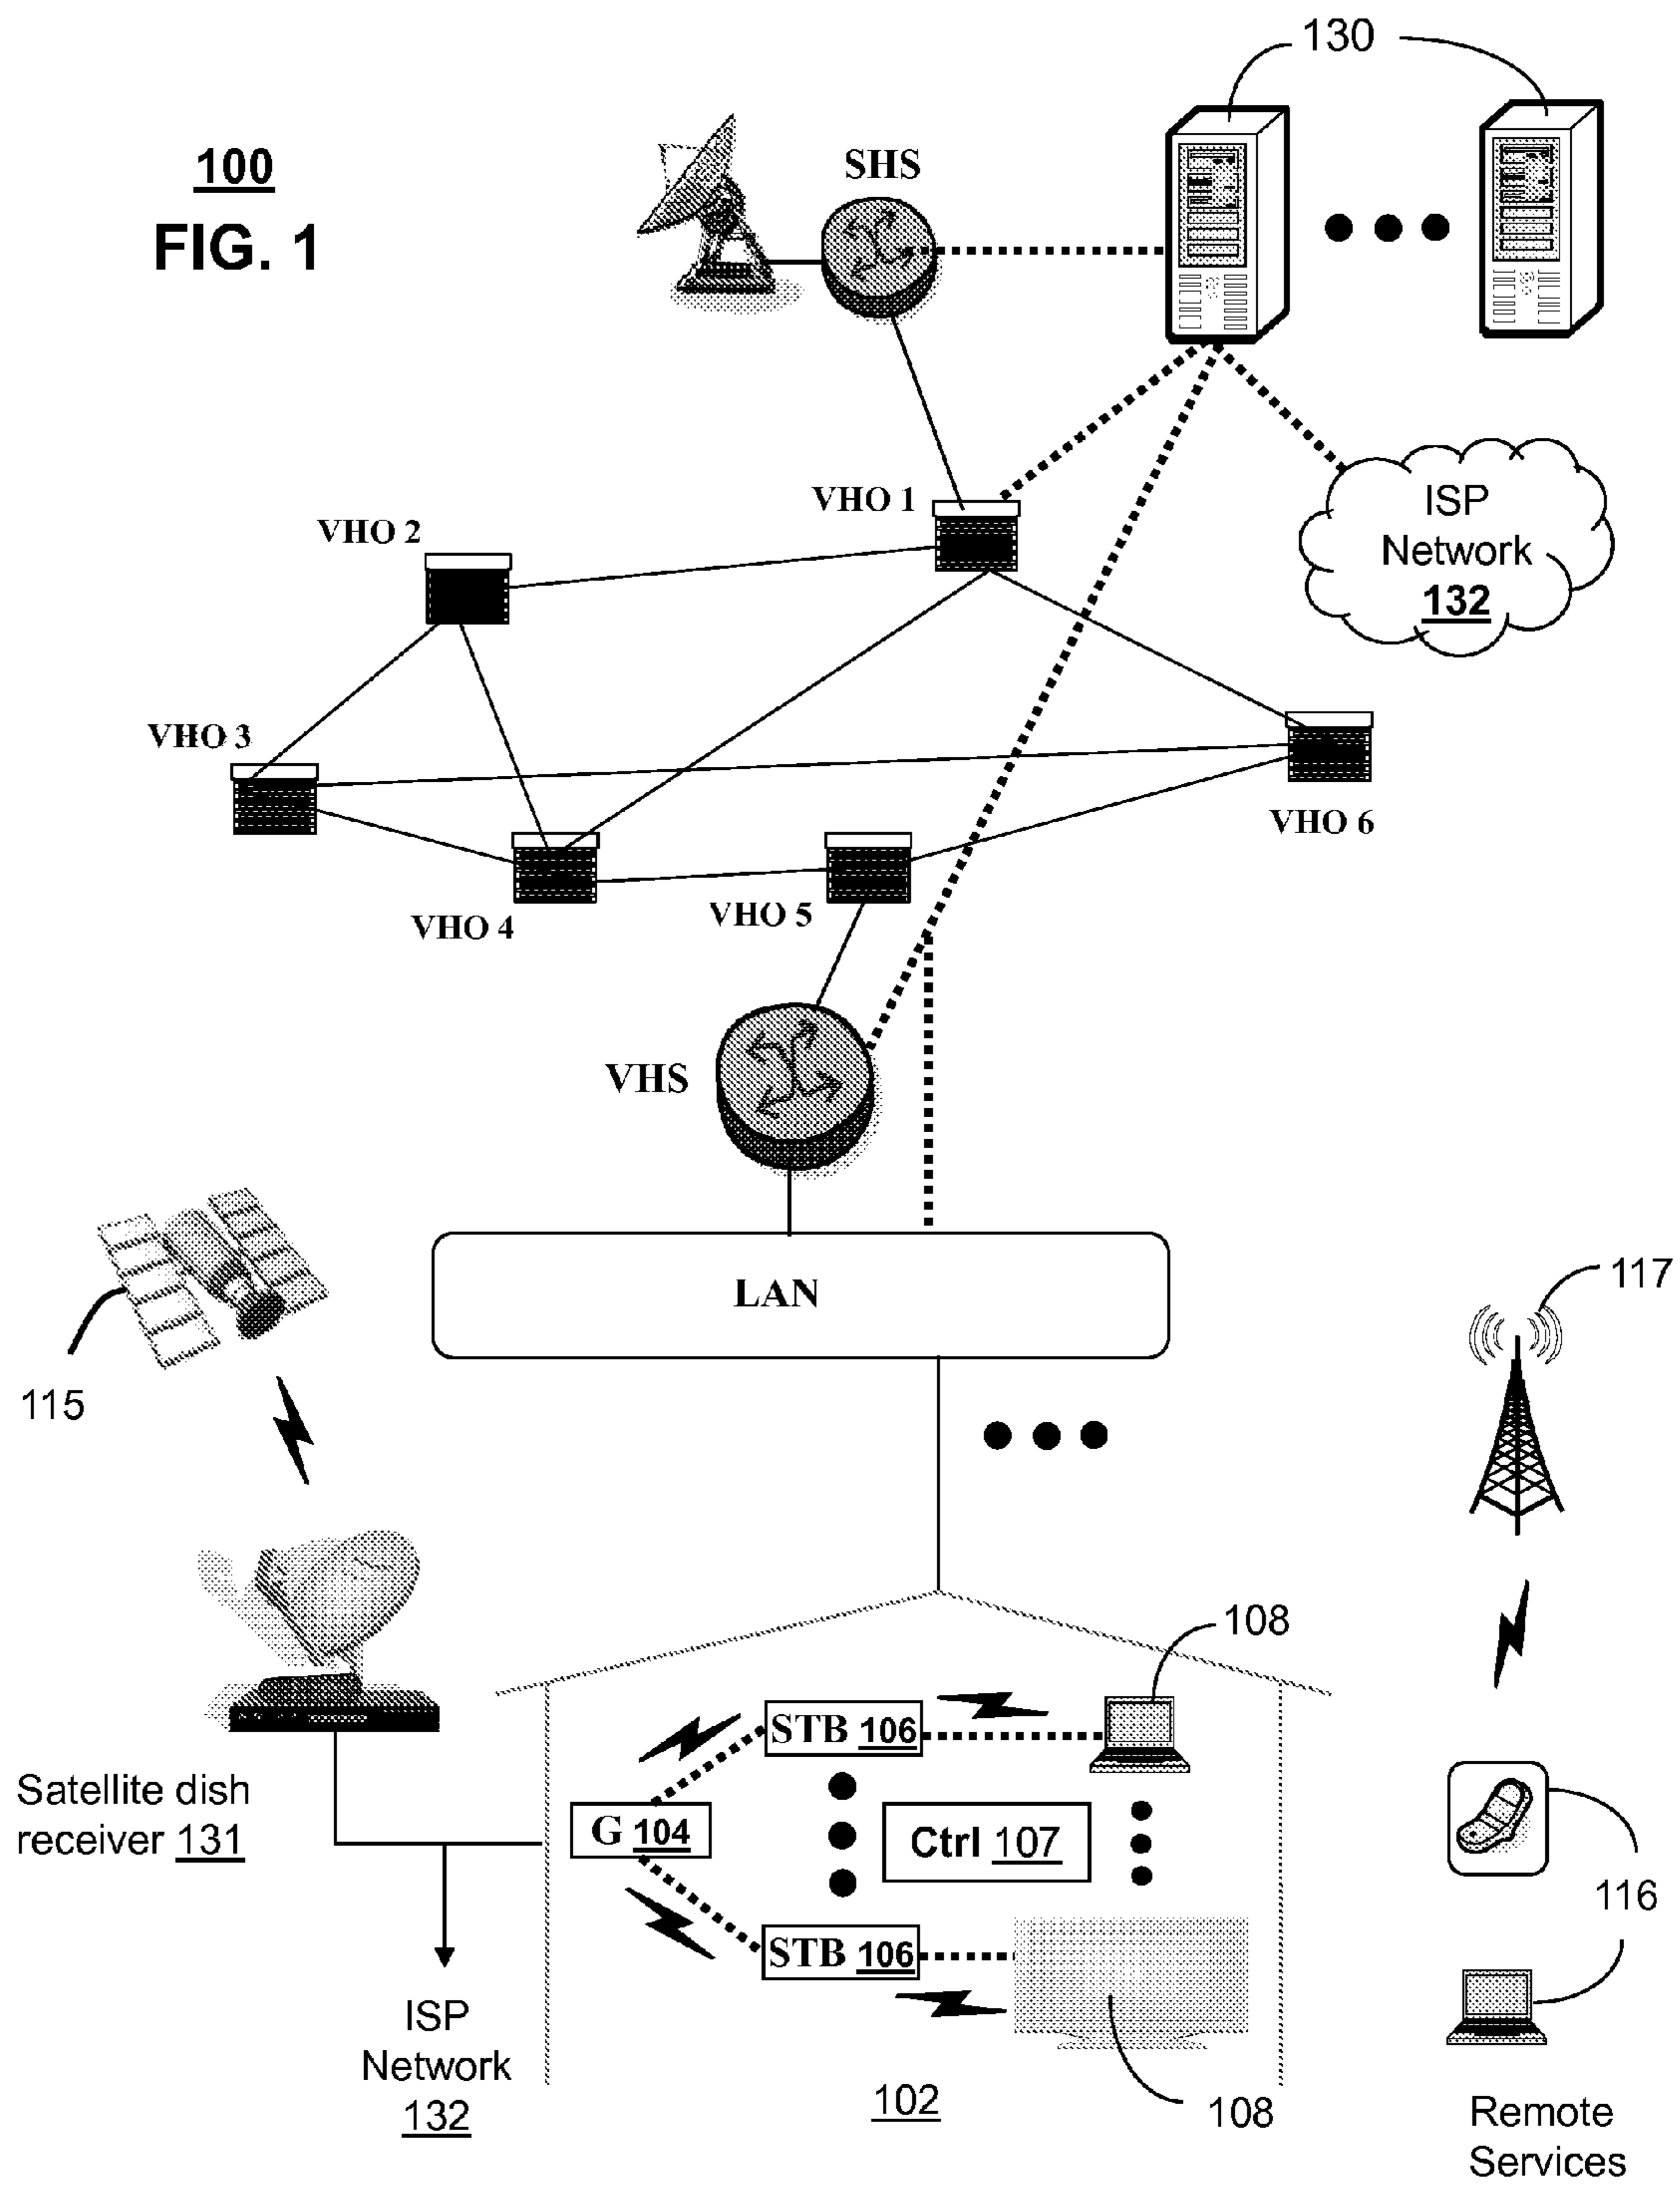 130
100
FIG. 1
SHS
ISP
Network
132
VHO 1
VHO 2
VHO 3
VHO 6
VHO 4
VHO 5
VHS
LAN
117
115
108
STB 106
Satellite dish
receiver 131
G 104
Ctrl 107
116
STB 106
ISP
Network
132
102
108
Remote
Services